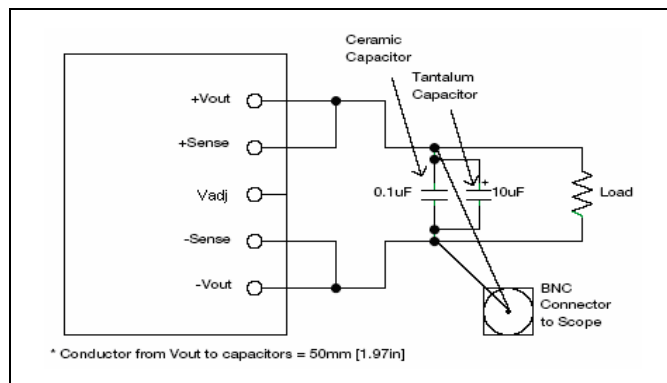 Ceramic
Capacitor
Tantalum
Capacitor
+Vout
+Sense
Vadj
-Sense
-Vout
0.1uF
+
10uF
Load
BNC
Connector
to Scope
* Conductor from Vout to capacitors = 50mm [1.97in]